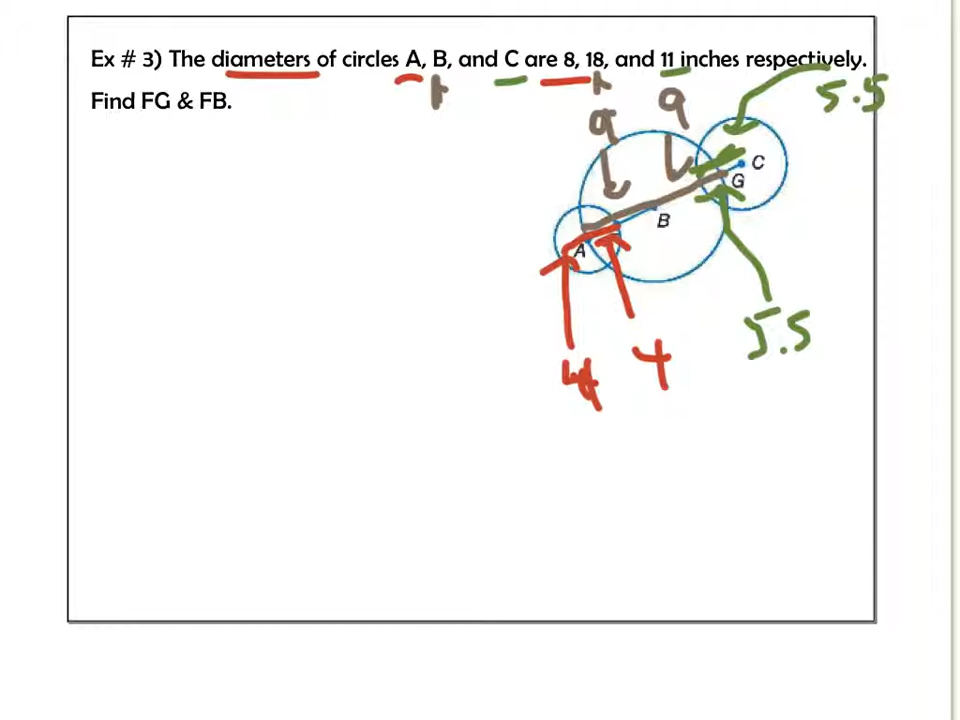 Ex # 3) The diameters of circles A, B, and C are 8, 18, and 11 inches respectively.
Find FG & FB.
5.5
9 9
C
G
B
A
5.5
4 4